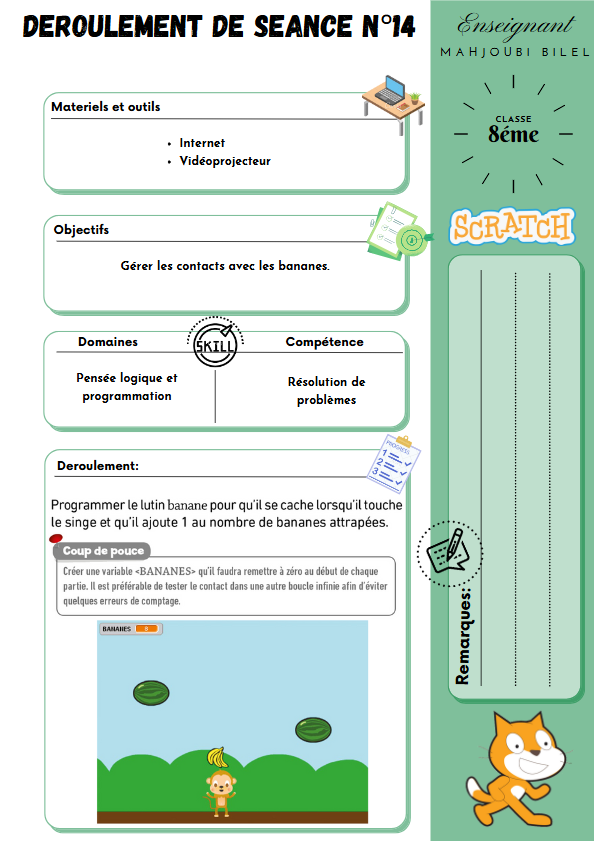 DEROULEMENT DE SEANCE N°14
Enseignant
MAHJOUBI BILEL
CLASSE
8éme
SCRATCH
Materiels et outils
• Internet
• Vidéoprojecteur
Objectifs
Gérer les contacts avec les bananes.
SKILL
Domaines
Compétence
Pensée logique et
programmation
Résolution de
problèmes
Deroulement:
Programmer le lutin banane pour qu'il se cache lorsqu'il touche
le singe et qu'il ajoute 1 au nombre de bananes attrapées.
Coup de pouce
Créer une variable <BANANES> qu'il faudra remettre à zéro au début de chaque
partie. Il est préférable de tester le contact dans une autre boucle infinie afin d'éviter
quelques erreurs de comptage.
BANANES 8
Remarques: